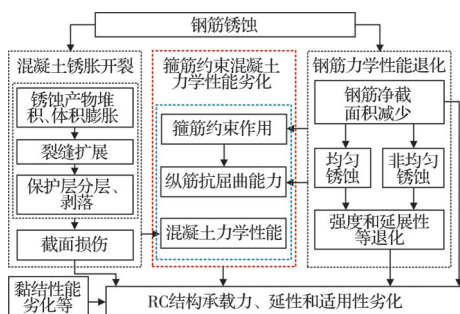 钢筋锈蚀
混凝土锈胀开裂
锈蚀产物堆
积、体积膨胀
裂缝扩展
保护层分层、
剥落
截面损伤
箍筋约束混凝土
力学性能劣化
箍筋约束作用
纵筋抗屈曲能力
混凝土力学性能
钢筋力学性能退化
钢筋净截
面积减少
均匀
锈蚀
非均匀
锈蚀
强度和延展性
等退化
黏结性能
劣化等
RC结构承载力、延性和适用性劣化